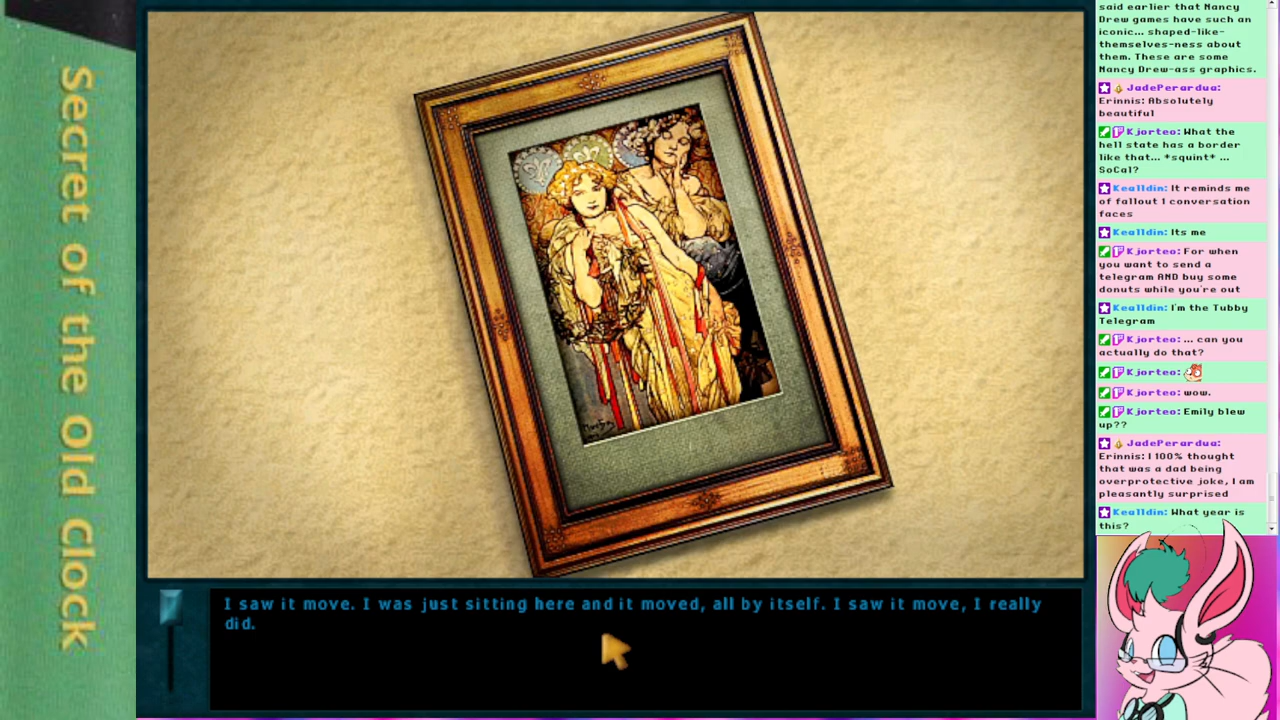 Secret of the Old Clock
I saw it move. I was just sitting here and it moved, all by itself. I saw it move, I really
did.
said earlier that Nancy
Drew games have such an
iconic... shaped-like-
themselves-ness about
them. These are some
Nancy Drew-ass graphics.
JadePerardua:
Erinnis: Absolutely
beautiful
Kjorteo: What the
hell state has a border
like that... *squint* ...
SoCal?
Kealldin: It reminds me
of fallout 1 conversation
faces
Kealldin: Its me
Kjorteo: For when
you want to send a
telegram AND buy some
donuts while you're out
Kealldin: I'm the Tubby
Telegram
Kjorteo: ... can you
actually do that?
Kjorteo:
Kjorteo: wow.
Kjorteo: Emily blew
up??
JadePerardua:
Erinnis: I 100% thought
that was a dad being
overprotective joke, I am
pleasantly surprised
Kealldin: What year is
this?